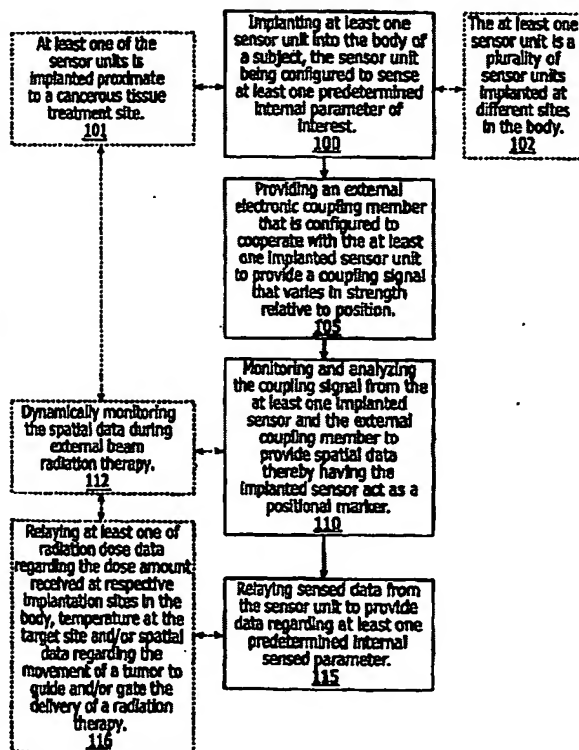 Implanting at least one
sensor unit into the body of
a subject, the sensor unit
being configured to sense
at least one predetermined
internal parameter of
interest.
100
At least one of the
sensor units is
implanted proximate
to a cancerous tissue
treatment site.
101
The at least one
sensor unit is a
plurality of
sensor units
implanted at
different sites
in the body.
102
Providing an external
electronic coupling member
that is configured to
cooperate with the at least
one implanted sensor unit
to provide a coupling signal
that varies in strength
relative to position.
105
Monitoring and analyzing
the coupling signal from the
at least one implanted
sensor and the external
coupling member to
provide spatial data
thereby having the
implanted sensor act as a
positional marker.
110
Dynamically monitoring
the spatial data during
external beam
radiation therapy.
112
Relaying sensed data from
the sensor unit to provide
data regarding at least one
predetermined internal
sensed parameter.
115
Relaying at least one of
radiation dose data
regarding the dose amount
received at respective
implantation sites in the
body, temperature at the
target site and/or spatial
data regarding the
movement of a tumor to
guide and/or gate the
delivery of a radiation
therapy.
116